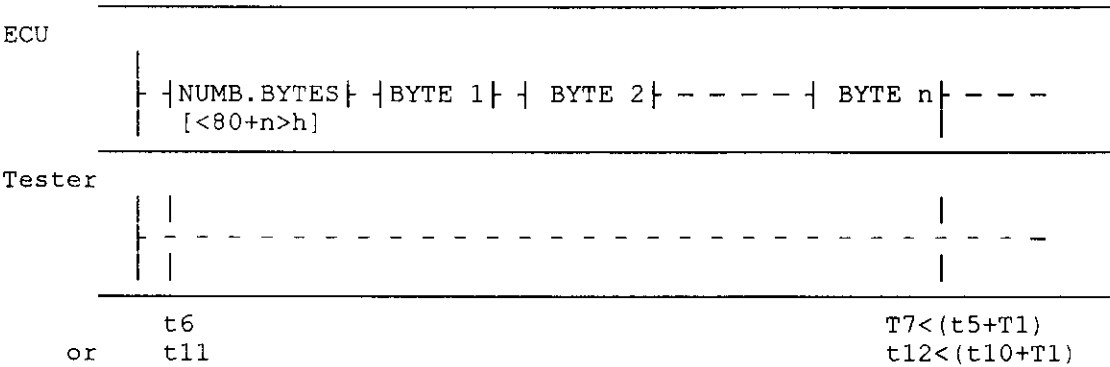 ECU
NUMB.BYTES BYTE 1 BYTE 2 BYTE n
[<80+n>h]
Tester
t6 T7<(t5+T1)
or t11 t12<(t10+T1)